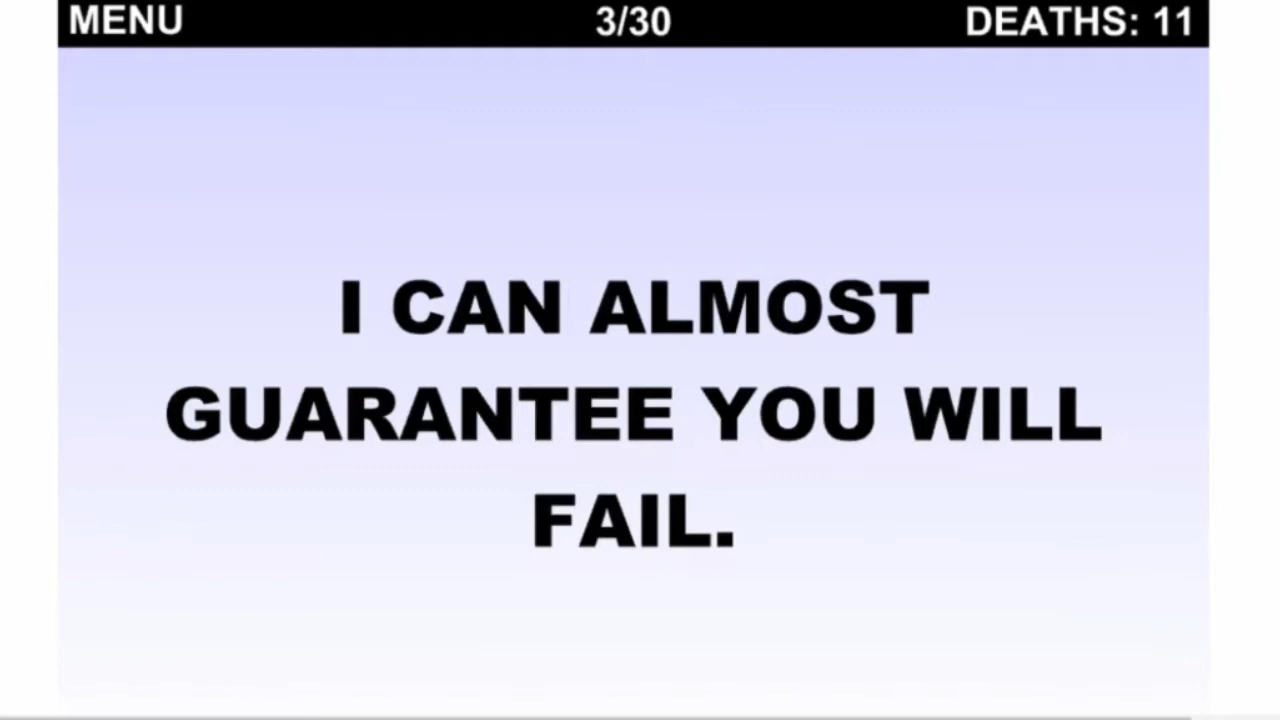 MENU 3/30 DEATHS: 11
I CAN ALMOST
GUARANTEE YOU WILL
FAIL.